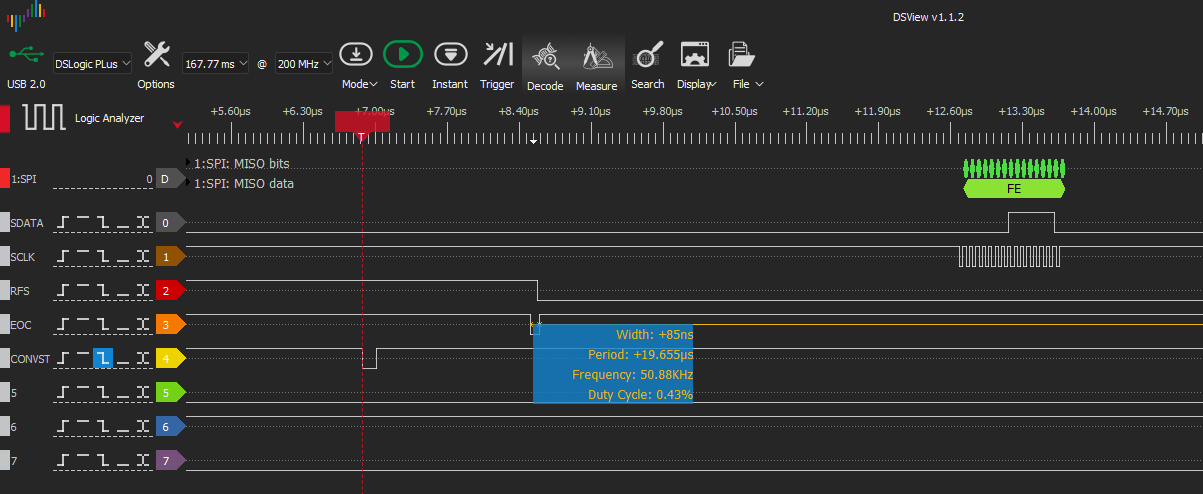 DSView v1.1.2
USB 2.0
DSLogic PLus
Options
167.77 ms @ 200 MHz
Mode Start Instant Trigger Decode Measure Search Display File
Logic Analyzer
+5.60µs +6.30µs +7.00µs +7.70µs +8.40µs +9.10µs +9.80µs +10.50µs +11.20µs +11.90µs +12.60µs +13.30µs +14.00µs +14.70µs
T
1:SPI: MISO bits
1:SPI 0 D
1:SPI: MISO data
FE
SDATA 0
SCLK 1
RFS 2
EOC 3
Width: +85ns
Period: +19.655µs
Frequency: 50.88KHz
Duty Cycle: 0.43%
CONVST 4
5 5
6 6
7 7